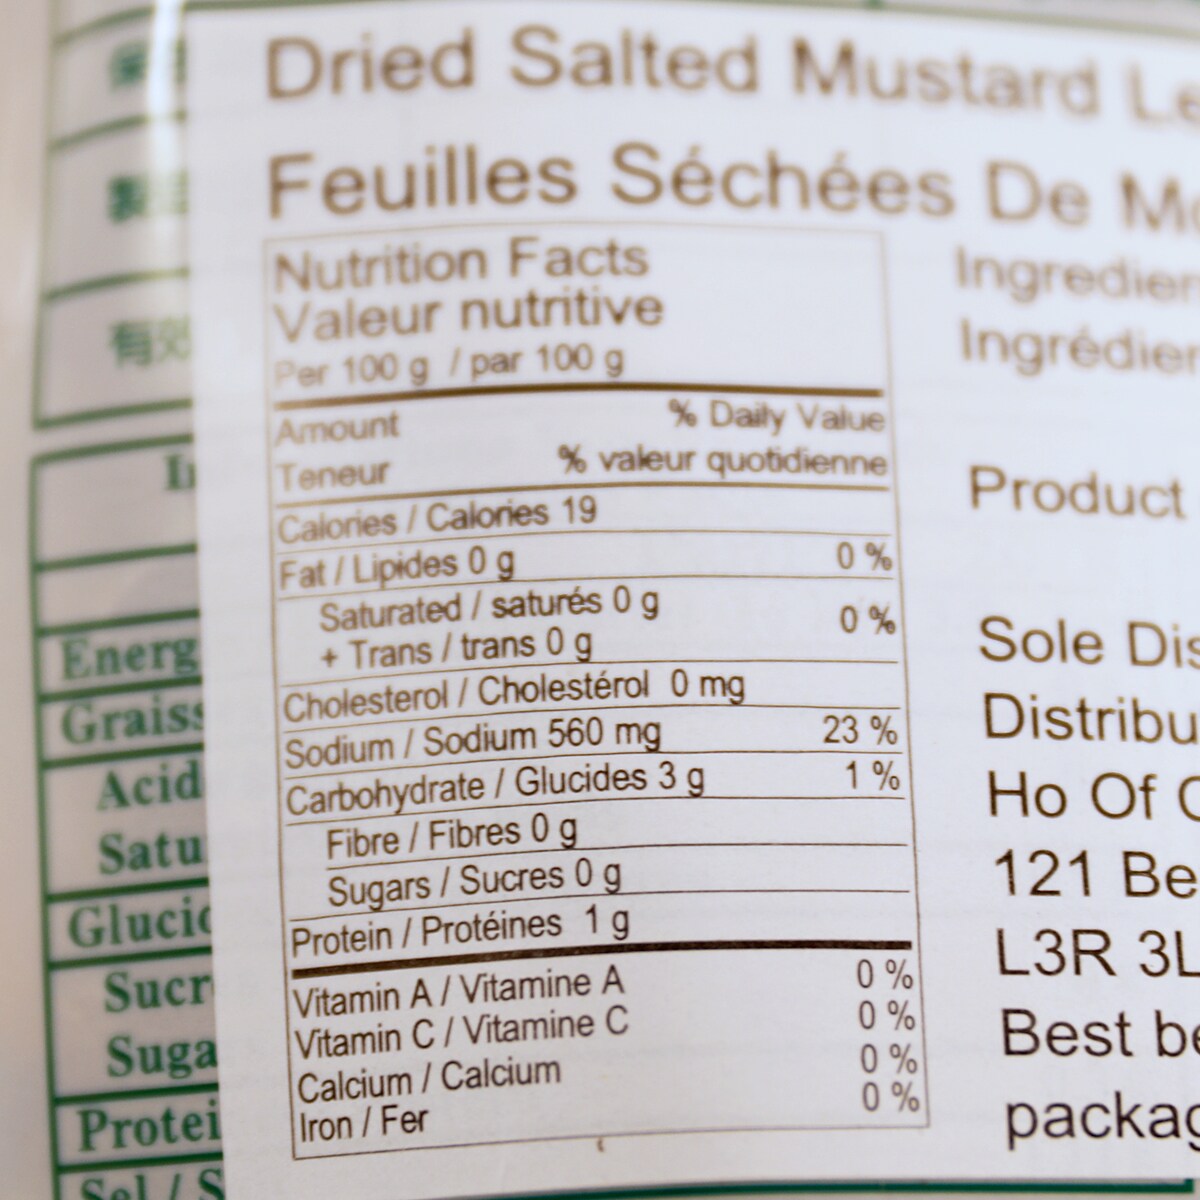 Dried Salted Mustard Le
Feuilles Séchées De M
Nutrition Facts
Valeur nutritive
Per 100 g / par 100 g
Amount % Daily Value
Teneur % valeur quotidienne
Calories / Calories 19
Fat / Lipides 0 g 0 %
Saturated / saturés 0 g
+ Trans / trans 0 g 0 %
Cholesterol / Cholestérol 0 mg
Sodium / Sodium 560 mg 23 %
Carbohydrate / Glucides 3 g 1 %
Fibre / Fibres 0 g
Sugars / Sucres 0 g
Protein / Protéines 1 g
Vitamin A / Vitamine A 0 %
Vitamin C / Vitamine C 0 %
Calcium / Calcium 0 %
Iron / Fer 0 %
Ingredien
Ingrédien
Product
Sole Dis
Distribu
Ho Of C
121 Be
L3R 3L
Best be
packag
有效
Energ
Graiss
Acid
Satu
Glucid
Sucr
Suga
Protei
Sel / S